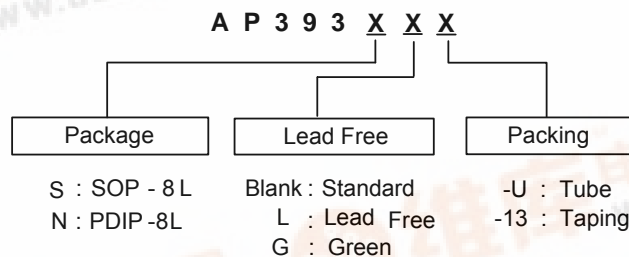 A P 3 9 3 X X X
Package
Lead Free
Packing
S : SOP - 8 L
N : PDIP -8L
Blank : Standard
L : Lead Free
G : Green
-U : Tube
-13 : Taping